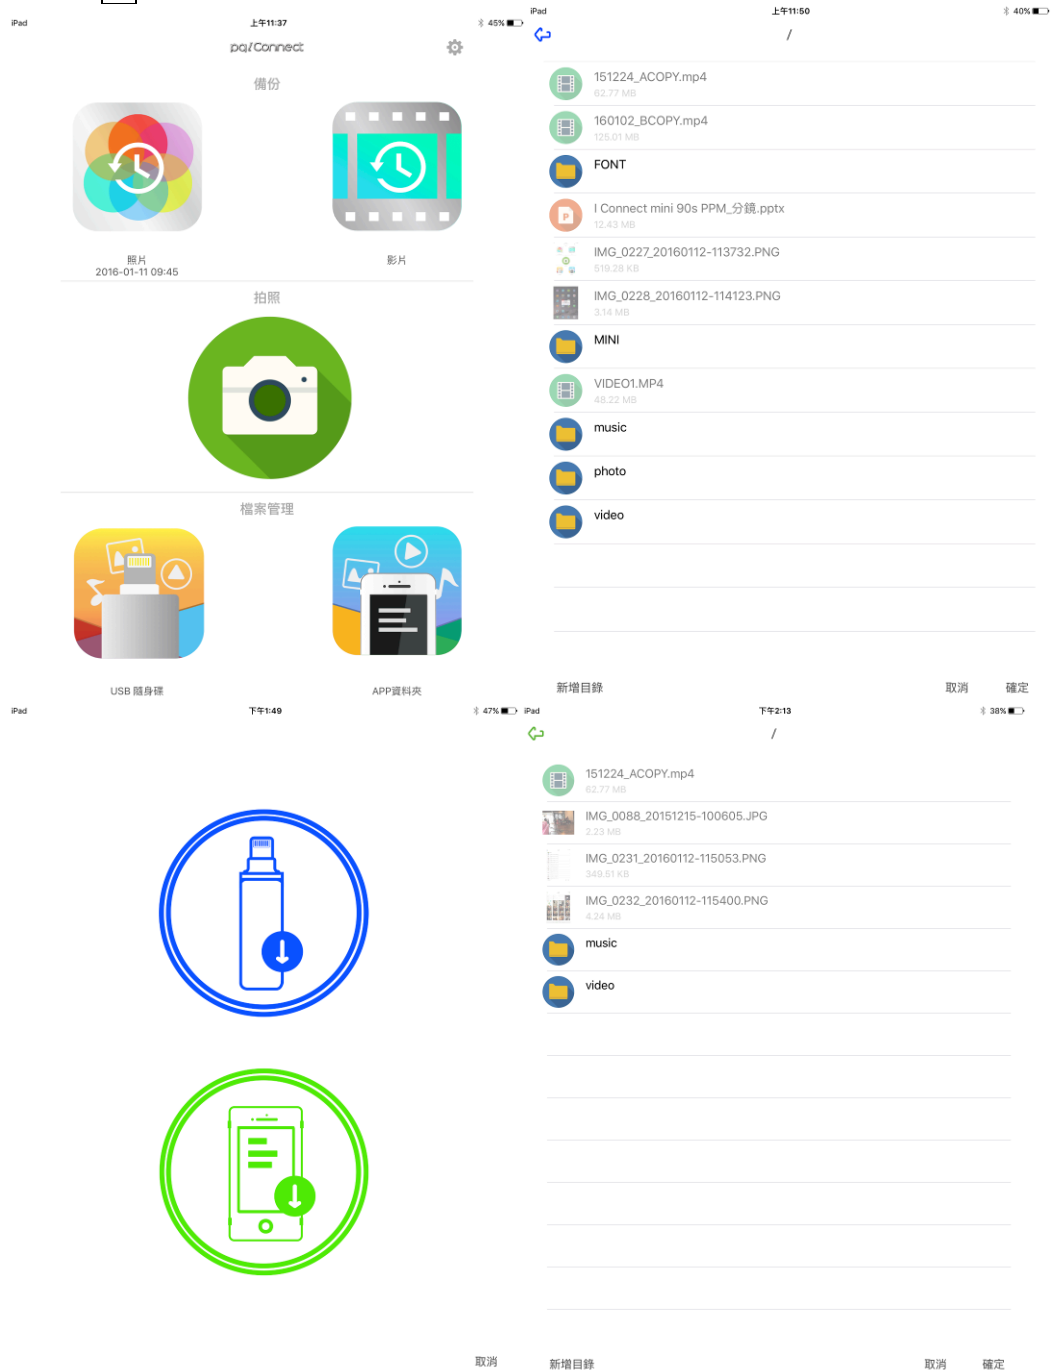 iPad 上午11:37 45%
pqI Connect
備份
照片
2016-01-11 09:45
影片
拍照
檔案管理
USB 隨身碟
APP資料夾
iPad 上午11:50 40%
/
151224_ACOPY.mp4
62.77 MB
160102_BCOPY.mp4
125.01 MB
FONT
I Connect mini 90s PPM_分鏡.pptx
12.43 MB
IMG_0227_20160112-113732.PNG
519.28 KB
IMG_0228_20160112-114123.PNG
3.14 MB
MINI
VIDEO1.MP4
48.22 MB
music
photo
video
新增目錄 取消 確定
iPad 下午1:49 47%
取消
iPad 下午2:13 38%
/
151224_ACOPY.mp4
62.77 MB
IMG_0088_20151215-100605.JPG
2.23 MB
IMG_0231_20160112-115053.PNG
349.51 KB
IMG_0232_20160112-115400.PNG
4.24 MB
music
video
新增目錄 取消 確定